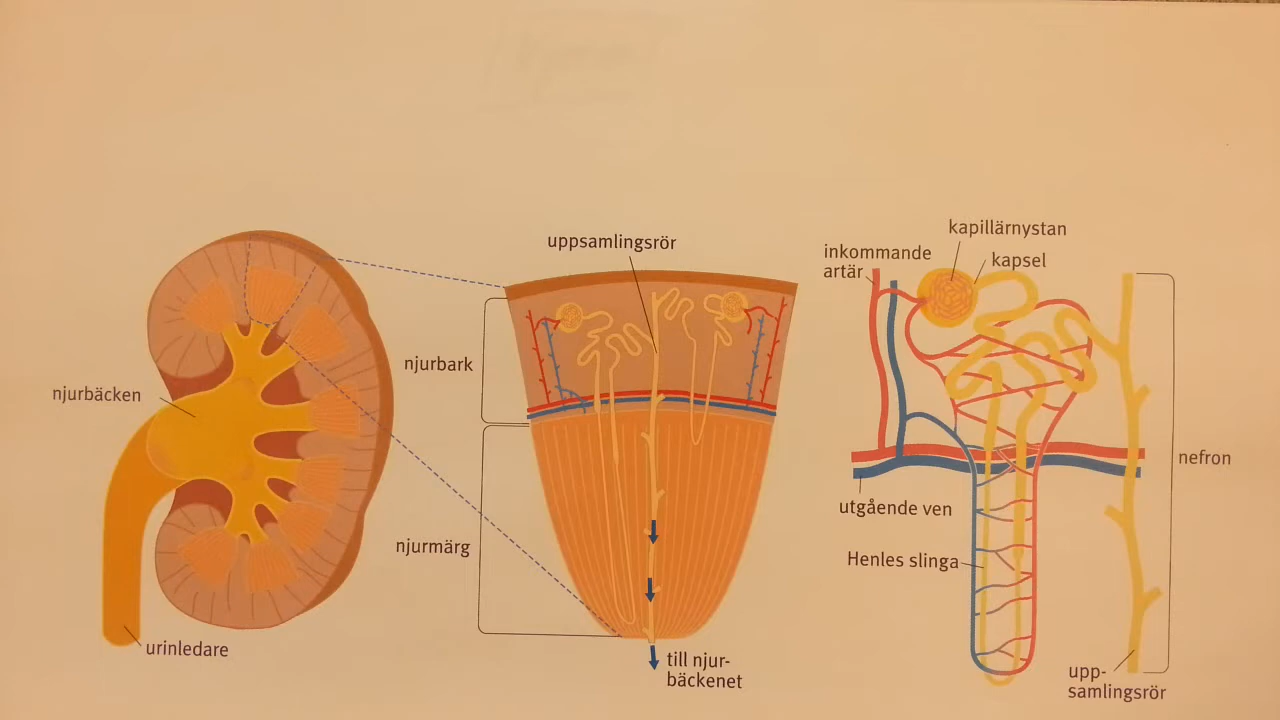 njurbäcken
urinledare
uppsamlingsrör
njurbark
njurmärg
till njur-
bäckenet
kapillärnystan
inkommande
artär
kapsel
utgående ven
Henles slinga
nefron
upp-
samlingsrör